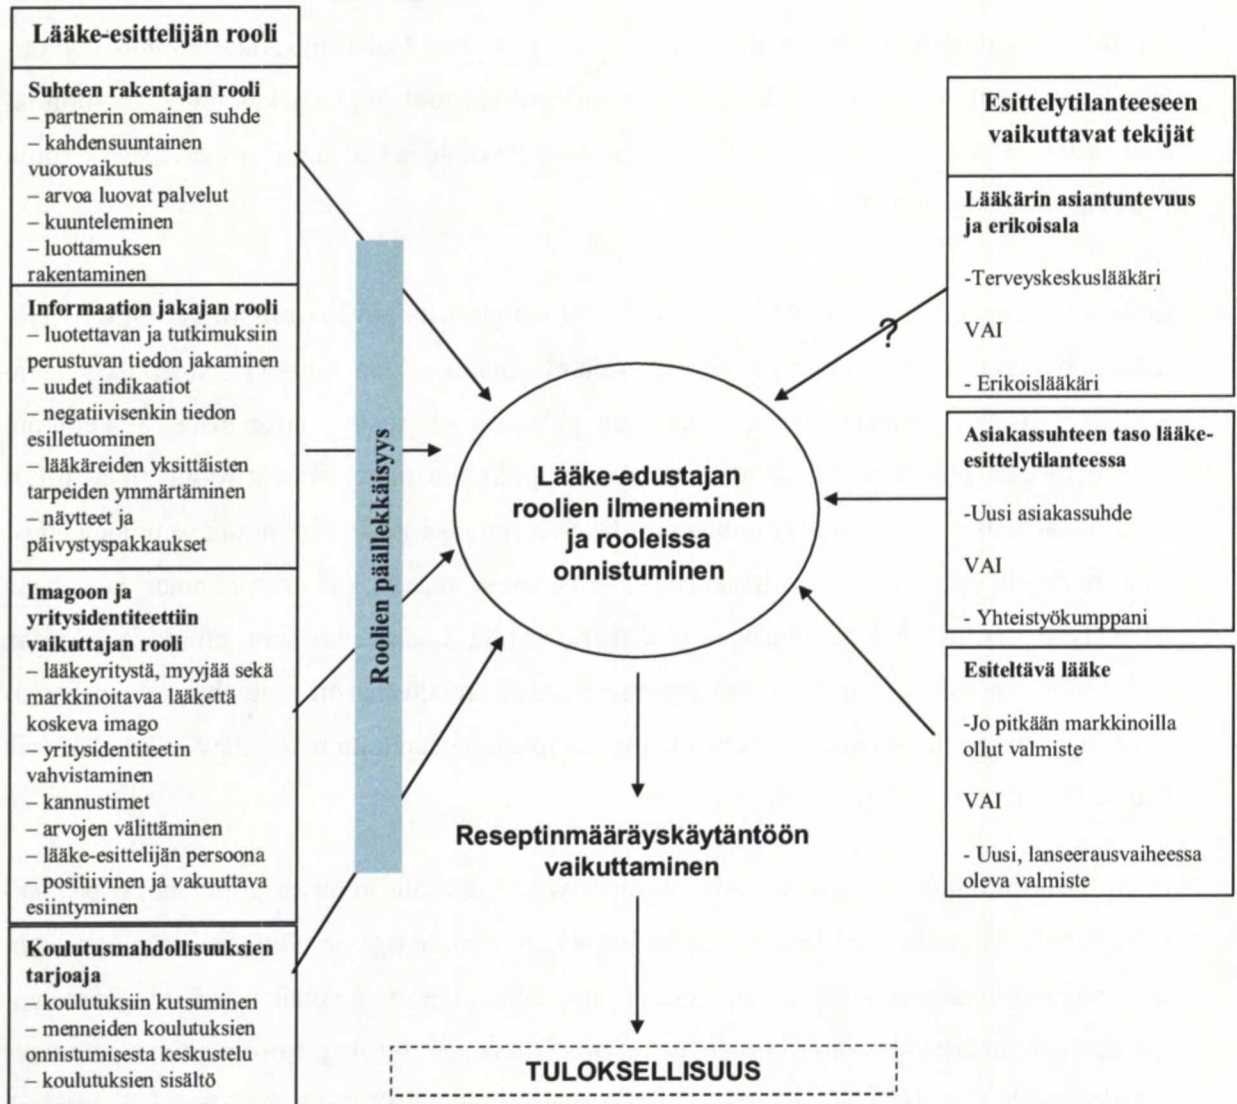 Lääke-esittelijän rooli
Suhteen rakentajan rooli
– partnerin omainen suhde
– kahdensuuntainen
vuorovaikutus
– arvoa luovat palvelut
– kuunteleminen
– luottamuksen
rakentaminen
Informaation jakajan rooli
– luotettavan ja tutkimuksiin
perustuvan tiedon jakaminen
– uudet indikaatiot
– negatiivisenkin tiedon
esilletuominen
– lääkäreiden yksittäisten
tarpeiden ymmärtäminen
– näytteet ja
päivystyspakkaukset
Imagoon ja
yritysidentiteettiin
vaikuttajan rooli
– lääkeyritystä, myyjää sekä
markkinoitavaa lääkettä
koskeva imago
– yritysidentiteetin
vahvistaminen
– kannustimet
– arvojen välittäminen
– lääke-esittelijän persoona
– positiivinen ja vakuuttava
esiintyminen
Koulutusmahdollisuuksien
tarjoaja
– koulutuksiin kutsuminen
– menneiden koulutuksien
onnistumisesta keskustelu
– koulutuksien sisältö
Roolien päällekkäisyys
Lääke-edustajan
roolien ilmeneminen
ja rooleissa
onnistuminen
Reseptinmääräyskäytäntöön
vaikuttaminen
TULOKSELLISUUS
?
Esittelytilanteeseen
vaikuttavat tekijät
Lääkärin asiantuntevuus
ja erikoisala
-Terveyskeskuslääkäri
VAI
- Erikoislääkäri
Asiakassuhteen taso lääke-
esittelytilanteessa
-Uusi asiakassuhde
VAI
- Yhteistyökumppani
Esiteltävä lääke
-Jo pitkään markkinoilla
ollut valmiste
VAI
- Uusi, lanseerausvaiheessa
oleva valmiste